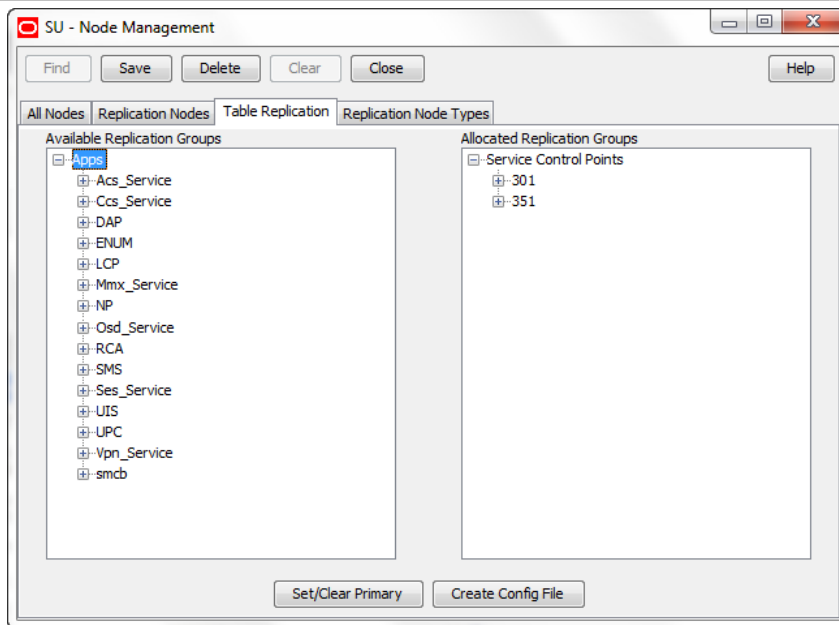 SU - Node Management
Find Save Delete Clear Close Help
All Nodes Replication Nodes Table Replication Replication Node Types
Available Replication Groups
Apps
Acs_Service
Ccs_Service
DAP
ENUM
LCP
Mmx_Service
NP
Osd_Service
RCA
SMS
Ses_Service
UIS
UPC
Vpn_Service
smcb
Allocated Replication Groups
Service Control Points
301
351
Set/Clear Primary Create Config File